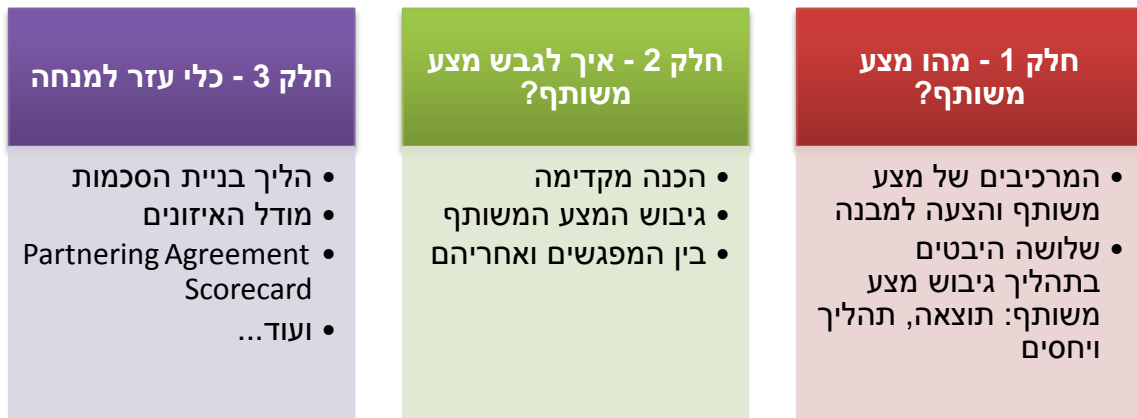 חלק 1 - מהו מצע
משותף?
• המרכיבים של מצע
משותף והצעה למבנה
• שלושה היבטים
בתהליך גיבוש מצע
משותף: תוצאה, תהליך
ויחסים
חלק 2 - איך לגבש מצע
משותף?
• הכנה מקדימה
• גיבוש המצע המשותף
• בין המפגשים ואחריהם
חלק 3 - כלי עזר למנחה
• הליך בניית הסכמות
• מודל האיזונים
• Partnering Agreement
Scorecard
• ועוד...